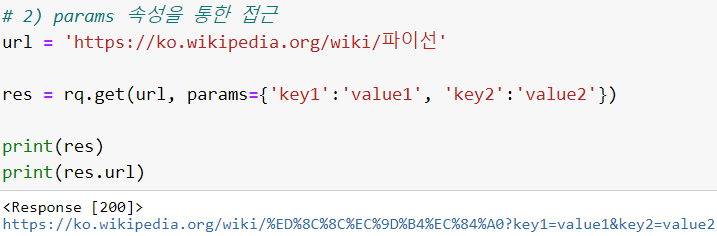 # 2) params 속성을 통한 접근
url = 'https://ko.wikipedia.org/wiki/파이선'
res = rq.get(url, params={'key1':'value1', 'key2':'value2'})
print(res)
print(res.url)
<Response [200]>
https://ko.wikipedia.org/wiki/%ED%8C%8C%EC%9D%B4%EC%84%A0?key1=value1&key2=value2